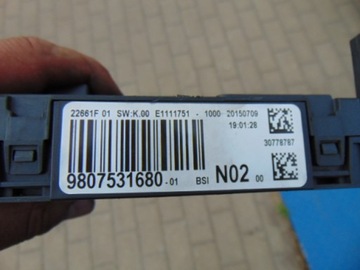 22661F 01 SW:K.00 E1111751 - 1000 20150709
19:01:28
30778787
9807531680-01 BSI N02 00